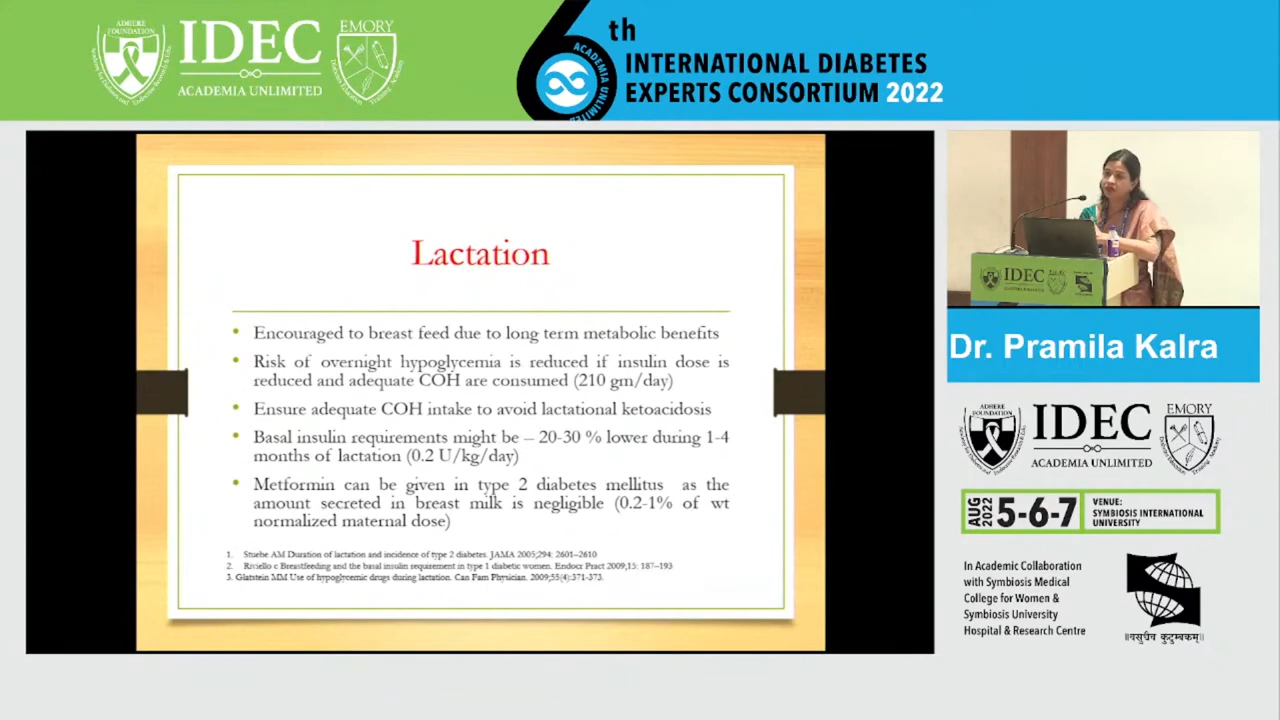 ADHERE
FOUNDATION
IDEC
ACADEMIA UNLIMITED
EMORY
6th
INTERNATIONAL DIABETES
EXPERTS CONSORTIUM 2022
ACADEMIA UNLIMITED
Lactation
• Encouraged to breast feed due to long term metabolic benefits
• Risk of overnight hypoglycemia is reduced if insulin dose is
reduced and adequate COH are consumed (210 gm/day)
• Ensure adequate COH intake to avoid lactational ketoacidosis
• Basal insulin requirements might be – 20-30 % lower during 1-4
months of lactation (0.2 U/kg/day)
• Metformin can be given in type 2 diabetes mellitus as the
amount secreted in breast milk is negligible (0.2-1% of wt
normalized maternal dose)
1. Stuebe AM Duration of lactation and incidence of type 2 diabetes. JAMA 2005;294: 2601–2610
2. Riviello c Breastfeeding and the basal insulin requirement in type 1 diabetic women. Endocr Pract 2009;15: 187–193
3. Glatstein MM Use of hypoglycemic drugs during lactation. Can Fam Physician. 2009;55(4):371-373.
IDEC
Dr. Pramila Kalra
ADHERE
FOUNDATION
IDEC
ACADEMIA UNLIMITED
EMORY
AUG
2022
5-6-7
VENUE:
SYMBIOSIS INTERNATIONAL
UNIVERSITY
In Academic Collaboration
with Symbiosis Medical
College for Women &
Symbiosis University
Hospital & Research Centre
॥वसुधैव कुटुम्बकम्॥